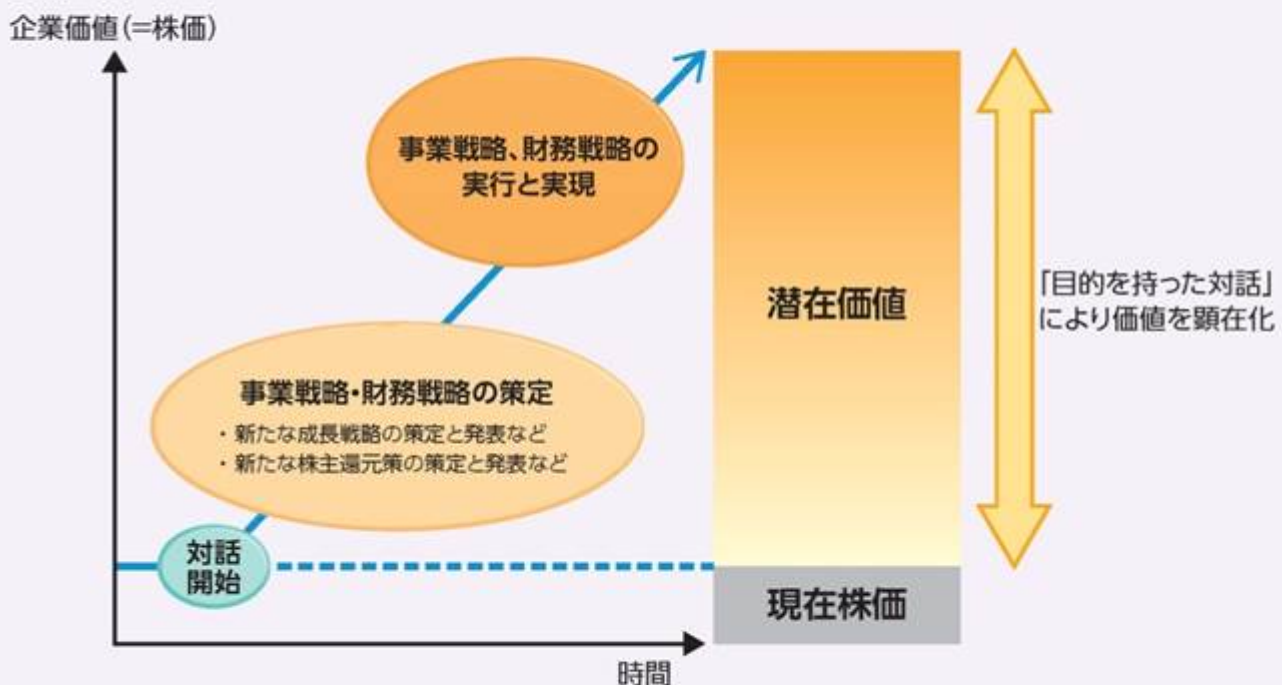 企業価値(=株価)
事業戦略、財務戦略の
実行と実現
事業戦略・財務戦略の策定
・新たな成長戦略の策定と発表など
・新たな株主還元策の策定と発表など
対話
開始
潜在価値
現在株価
「目的を持った対話」
により価値を顕在化
時間